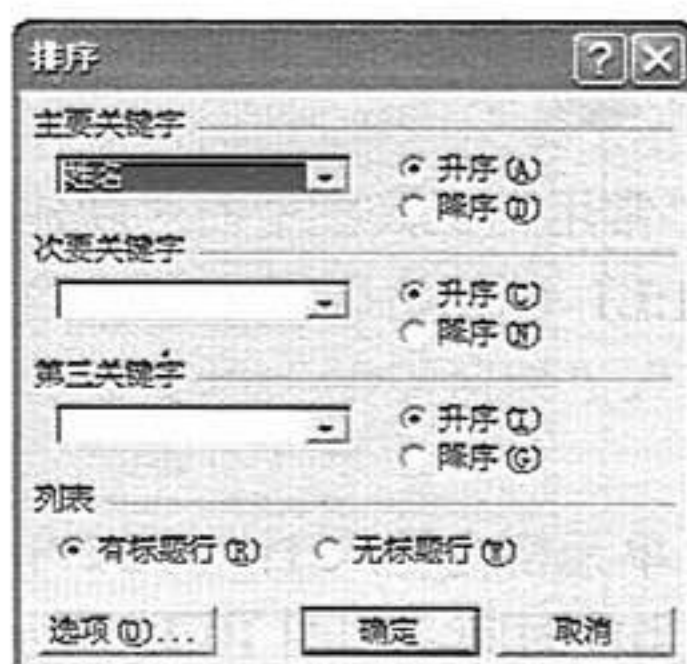 排序
主要关键字
姓名 升序(A)
降序(D)
次要关键字
升序(C)
降序(N)
第三关键字
升序(I)
降序(G)
列表
有标题行(R) 无标题行(W)
选项(O)... 确定 取消